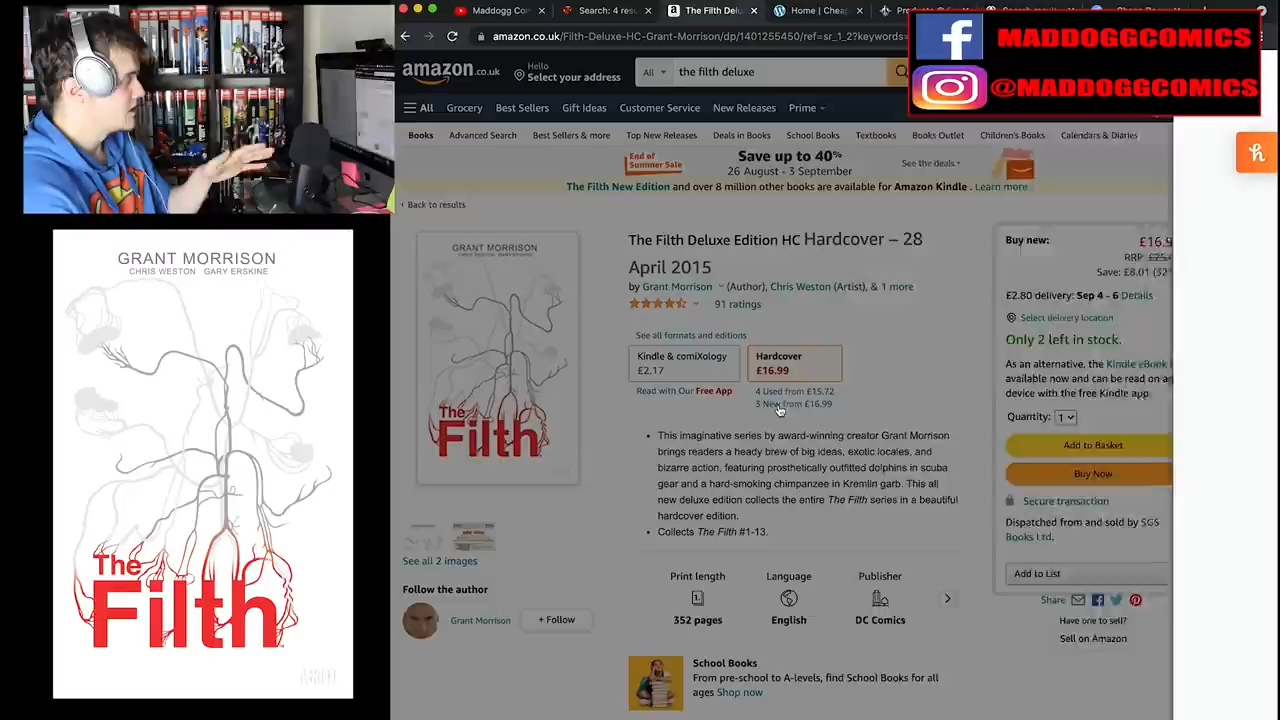 MADDOGGCOMICS
@MADDOGGCOMICS
amazon.co.uk/Filth-Deluxe-HC-Grant-Morrison/dp/1401255450/ref=sr_1_2?keywords=
amazon.co.uk
Hello
Select your address
All
the filth deluxe
All
Grocery
Best Sellers
Gift Ideas
Customer Service
New Releases
Prime
Books
Advanced Search
Best Sellers & more
Top New Releases
Deals in Books
School Books
Textbooks
Books Outlet
Children's Books
Calendars & Diaries
End of
Summer Sale
Save up to 40%
26 August - 3 September
See the deals
The Filth New Edition and over 8 million other books are available for Amazon Kindle . Learn more
‹ Back to results
GRANT MORRISON
CHRIS WESTON GARY ERSKINE
The
Filth
GRANT MORRISON
The
Filth
See all 2 images
Follow the author
Grant Morrison
+ Follow
The Filth Deluxe Edition HC Hardcover – 28
April 2015
by Grant Morrison (Author), Chris Weston (Artist), & 1 more
91 ratings
See all formats and editions
Kindle & comiXology
£2.17
Hardcover
£16.99
Read with Our Free App
4 Used from £15.72
3 New from £16.99
• This imaginative series by award-winning creator Grant Morrison
brings readers a heady brew of big ideas, exotic locales, and
bizarre action, featuring prosthetically outfitted dolphins in scuba
gear and a hard-smoking chimpanzee in Kremlin garb. This all
new deluxe edition collects the entire The Filth series in a beautiful
hardcover edition.
• Collects The Filth #1-13.
Print length
352 pages
Language
English
Publisher
DC Comics
School Books
From pre-school to A-levels, find School Books for all
ages Shop now
Buy new:
£16.9
RRP £25.
Save: £8.01 (32
£2.80 delivery: Sep 4 - 6 Details
Select delivery location
Only 2 left in stock.
As an alternative, the Kindle eBook
available now and can be read on a
device with the free Kindle app
Quantity: 1
Add to Basket
Buy Now
Secure transaction
Dispatched from and sold by SGS
Books Ltd.
Add to List
Share
Have one to sell?
Sell on Amazon